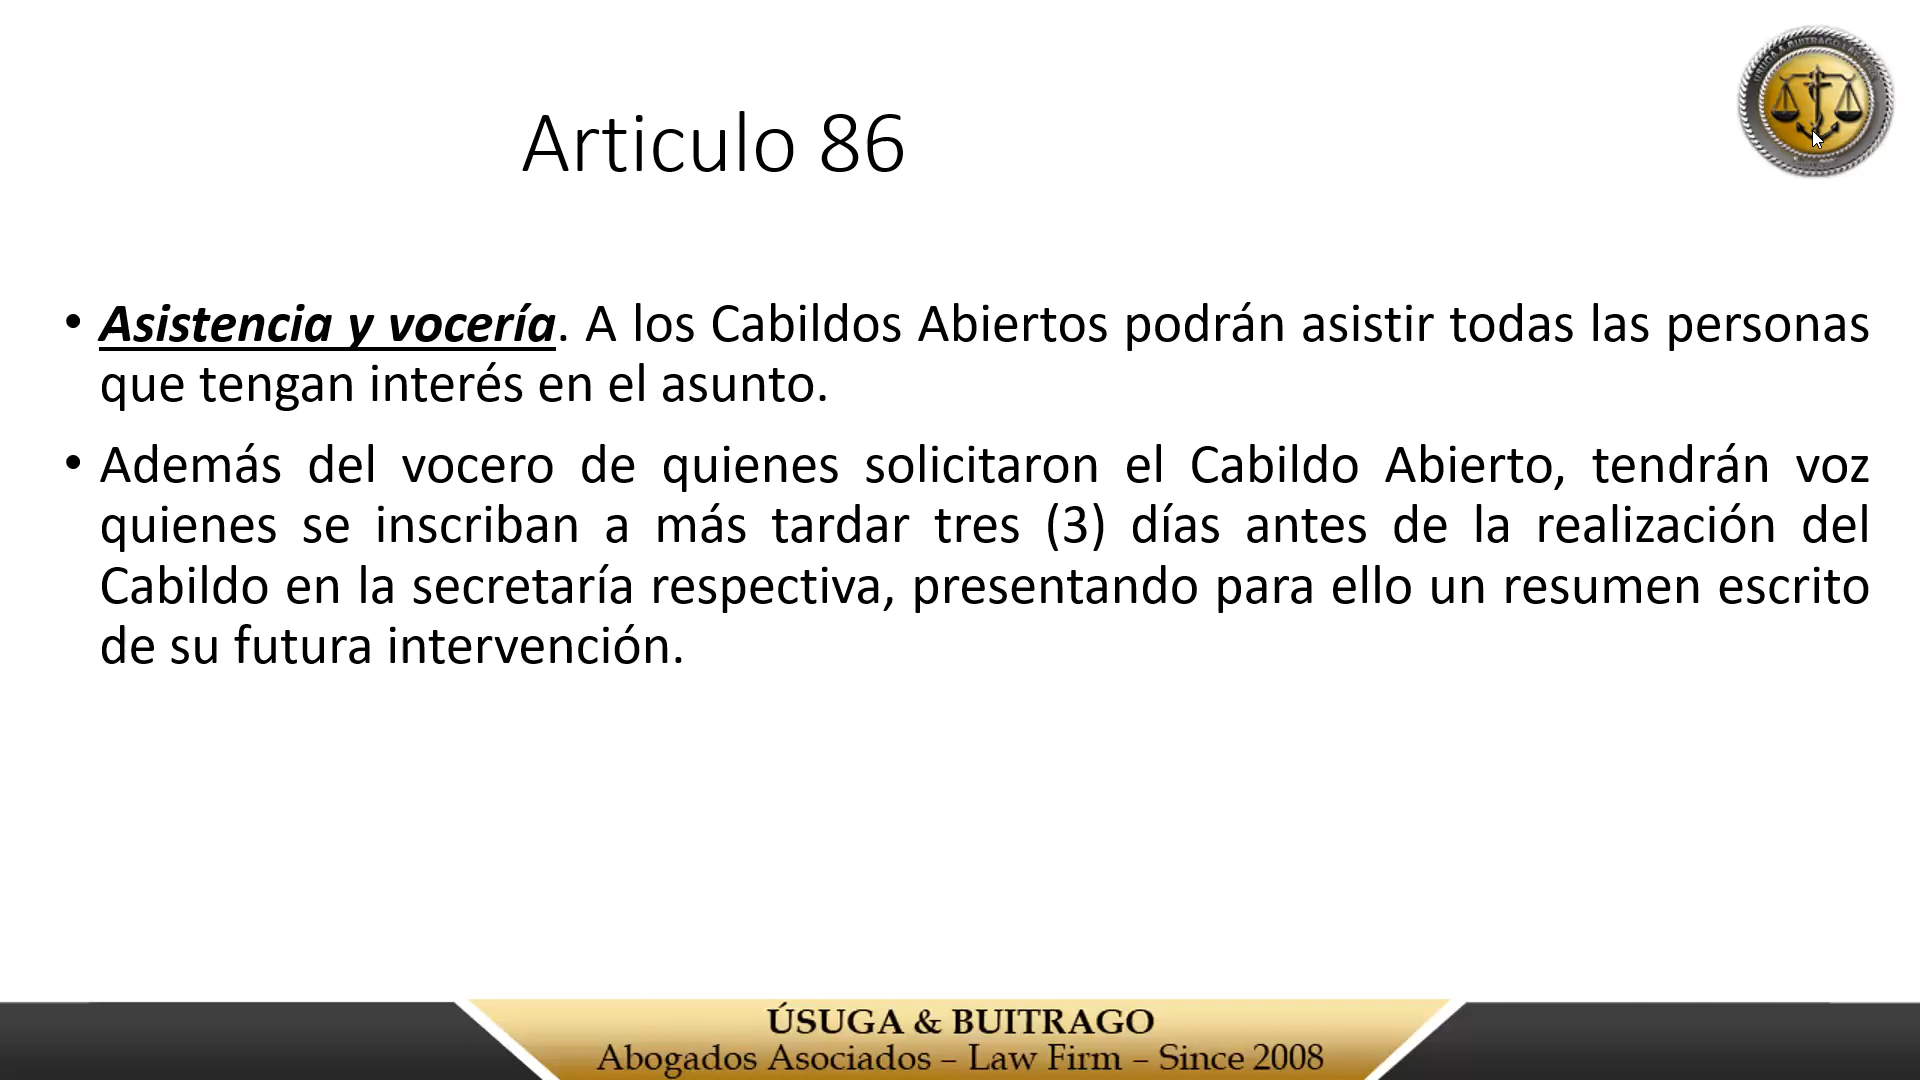 Articulo 86
• Asistencia y vocería. A los Cabildos Abiertos podrán asistir todas las personas
que tengan interés en el asunto.
• Además del vocero de quienes solicitaron el Cabildo Abierto, tendrán voz
quienes se inscriban a más tardar tres (3) días antes de la realización del
Cabildo en la secretaría respectiva, presentando para ello un resumen escrito
de su futura intervención.
ÚSUGA & BUITRAGO
Abogados Asociados – Law Firm – Since 2008